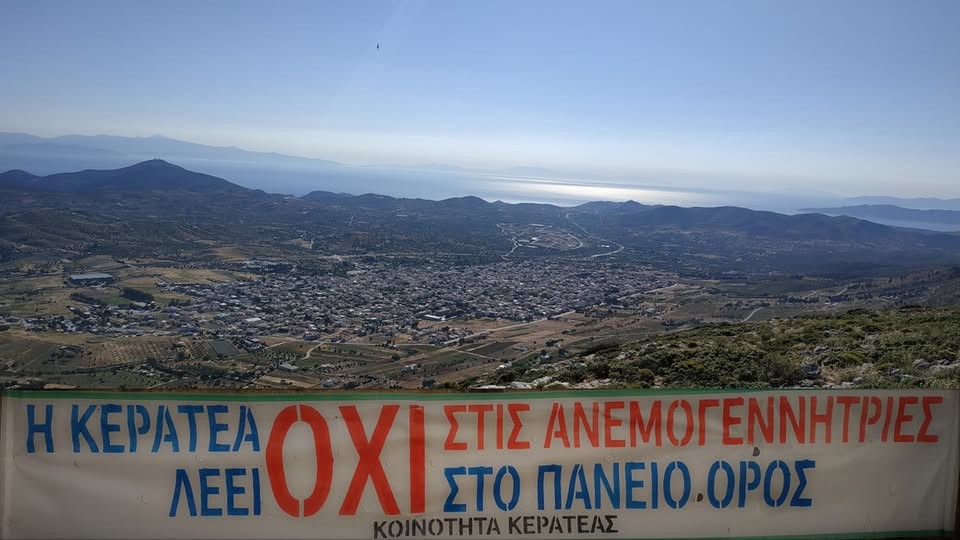 Η ΚΕΡΑΤΕΑ ΟΧΙ ΣΤΙΣ ΑΝΕΜΟΓΕΝΝΗΤΡΙΕΣ
ΛΕΕΙ ΣΤΟ ΠΑΝΕΙΟ ΟΡΟΣ
ΚΟΙΝΟΤΗΤΑ ΚΕΡΑΤΕΑΣ